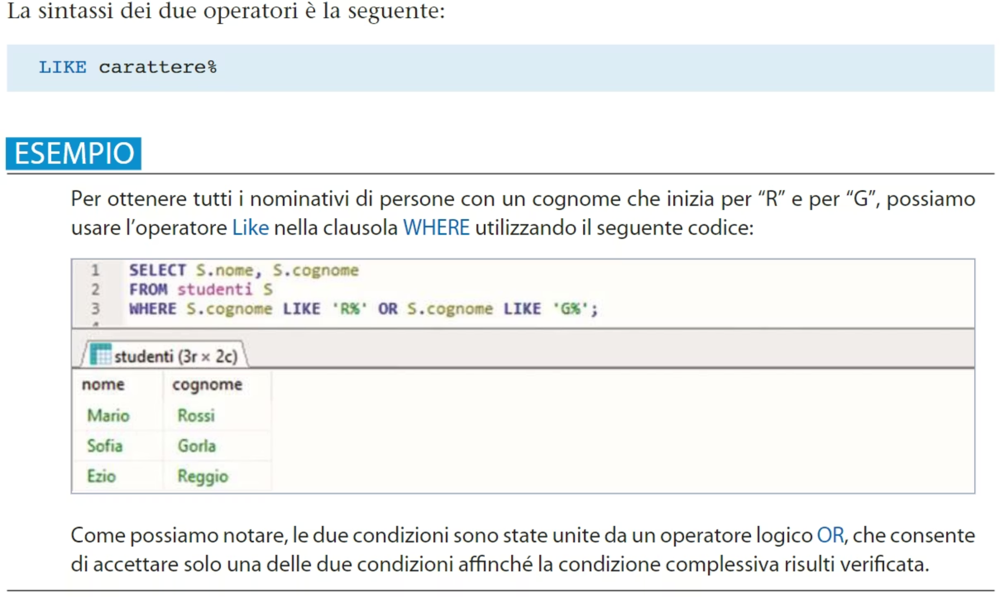 La sintassi dei due operatori è la seguente:
LIKE carattere%
ESEMPIO
Per ottenere tutti i nominativi di persone con un cognome che inizia per “R” e per “G”, possiamo
usare l’operatore Like nella clausola WHERE utilizzando il seguente codice:
1 SELECT S.nome, S.cognome
2 FROM studenti S
3 WHERE S.cognome LIKE 'R%' OR S.cognome LIKE 'G%';
studenti (3r × 2c)
nome cognome
Mario Rossi
Sofia Gorla
Ezio Reggio
Come possiamo notare, le due condizioni sono state unite da un operatore logico OR, che consente
di accettare solo una delle due condizioni affinché la condizione complessiva risulti verificata.